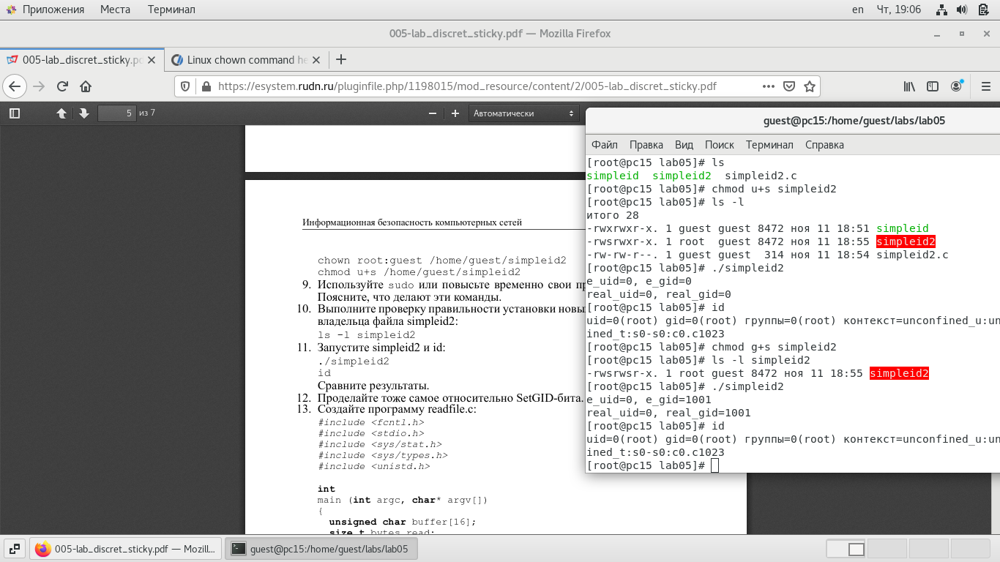 Приложения Места Терминал en Чт, 19:06
005-lab_discret_sticky.pdf — Mozilla Firefox
005-lab_discret_sticky.pd Linux chown command he
https://esystem.rudn.ru/pluginfile.php/1198015/mod_resource/content/2/005-lab_discret_sticky.pdf
5 из 7 Автоматически
Информационная безопасность компьютерных сетей
chown root:guest /home/guest/simpleid2
chmod u+s /home/guest/simpleid2
9. Используйте sudo или повысьте временно свои пр
Поясните, что делают эти команды.
10. Выполните проверку правильности установки новых
владельца файла simpleid2:
ls -l simpleid2
11. Запустите simpleid2 и id:
./simpleid2
id
Сравните результаты.
12. Проделайте тоже самое относительно SetGID-бита.
13. Создайте программу readfile.c:
#include <fcntl.h>
#include <stdio.h>
#include <sys/stat.h>
#include <sys/types.h>
#include <unistd.h>
int
main (int argc, char* argv[])
{
unsigned char buffer[16];
size_t bytes_read;
guest@pc15:/home/guest/labs/lab05
Файл Правка Вид Поиск Терминал Справка
[root@pc15 lab05]# ls
simpleid simpleid2 simpleid2.c
[root@pc15 lab05]# chmod u+s simpleid2
[root@pc15 lab05]# ls -l
итого 28
-rwxrwxr-x. 1 guest guest 8472 ноя 11 18:51 simpleid
-rwsrwxr-x. 1 root guest 8472 ноя 11 18:55 simpleid2
-rw-rw-r--. 1 guest guest 314 ноя 11 18:54 simpleid2.c
[root@pc15 lab05]# ./simpleid2
e_uid=0, e_gid=0
real_uid=0, real_gid=0
[root@pc15 lab05]# id
uid=0(root) gid=0(root) группы=0(root) контекст=unconfined_u:un
ined_t:s0-s0:c0.c1023
[root@pc15 lab05]# chmod g+s simpleid2
[root@pc15 lab05]# ls -l simpleid2
-rwsrwsr-x. 1 root guest 8472 ноя 11 18:55 simpleid2
[root@pc15 lab05]# ./simpleid2
e_uid=0, e_gid=1001
real_uid=0, real_gid=1001
[root@pc15 lab05]# id
uid=0(root) gid=0(root) группы=0(root) контекст=unconfined_u:un
ined_t:s0-s0:c0.c1023
[root@pc15 lab05]#
005-lab_discret_sticky.pdf — Mozill... guest@pc15:/home/guest/labs/lab05